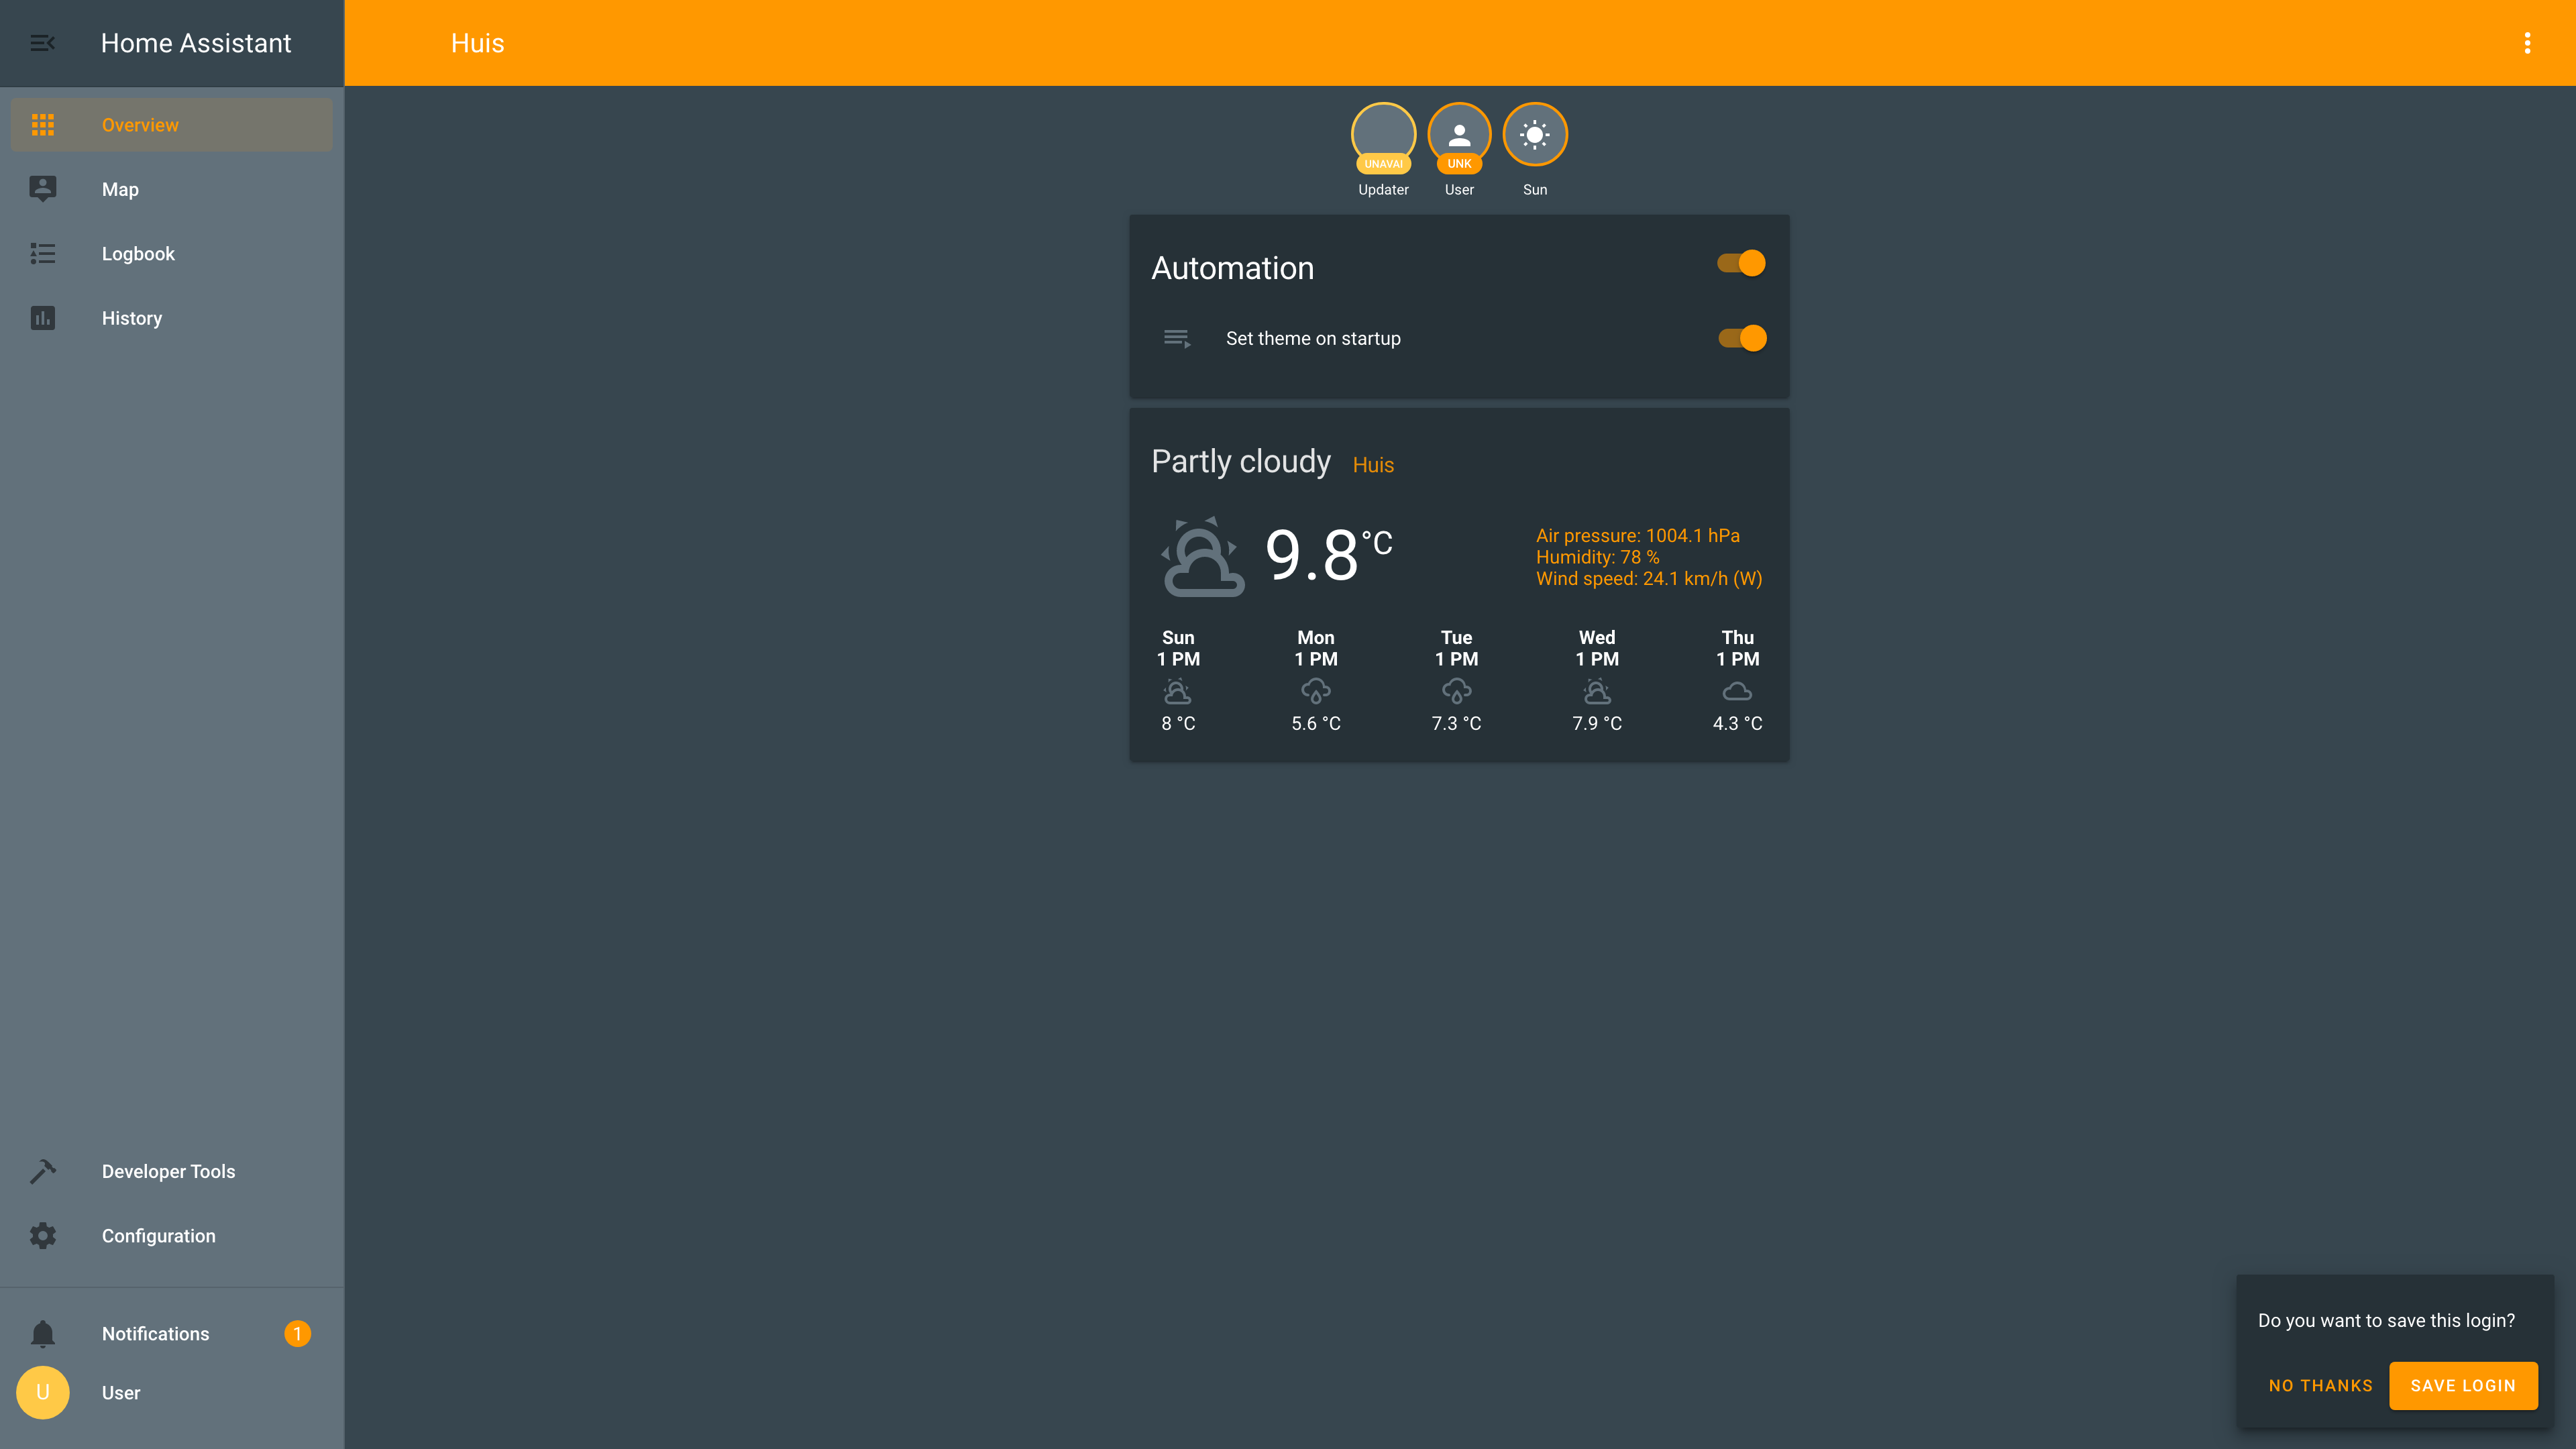 Home Assistant
Huis
Overview
Map
Logbook
History
Developer Tools
Configuration
Notifications 1
U User
UNAVAI UNK
Updater User Sun
Automation
Set theme on startup
Partly cloudy Huis
9.8 °C
Air pressure: 1004.1 hPa
Humidity: 78 %
Wind speed: 24.1 km/h (W)
Sun Mon Tue Wed Thu
1 PM 1 PM 1 PM 1 PM 1 PM
8 °C 5.6 °C 7.3 °C 7.9 °C 4.3 °C
Do you want to save this login?
NO THANKS SAVE LOGIN